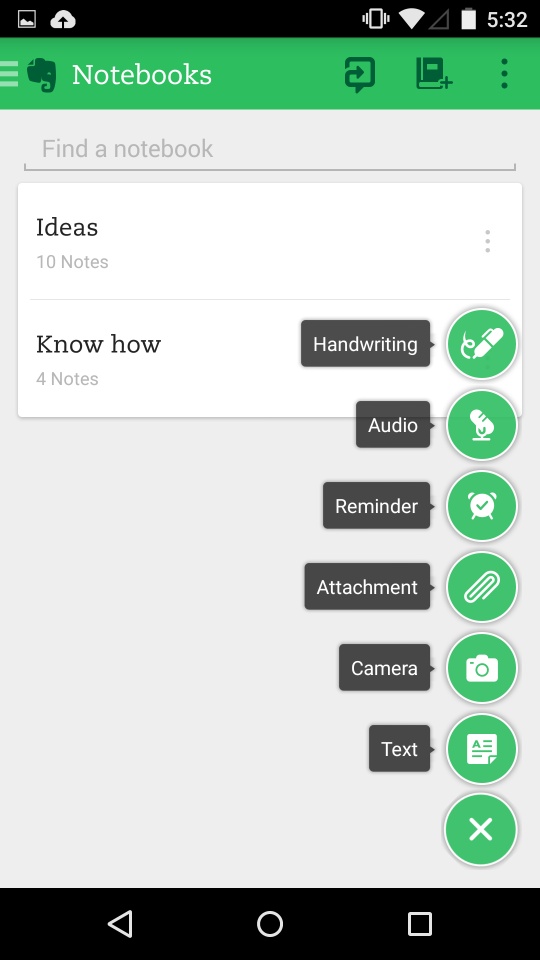 5:32
Notebooks
Find a notebook
Ideas
10 Notes
Know how
4 Notes
Handwriting
Audio
Reminder
Attachment
Camera
Text